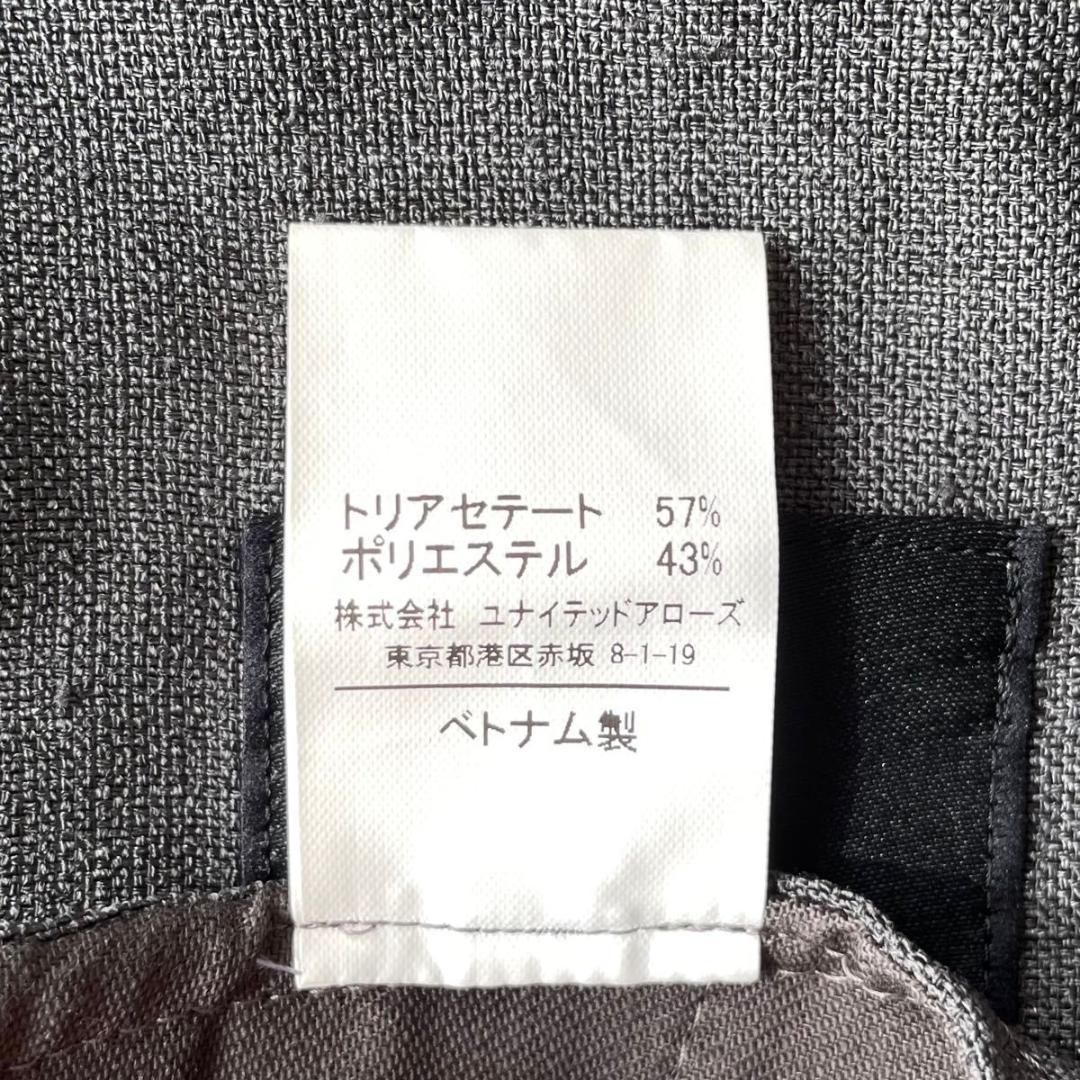 トリアセテート 57%
ポリエステル 43%
株式会社 ユナイテッドアローズ
東京都港区赤坂 8-1-19
ベトナム製